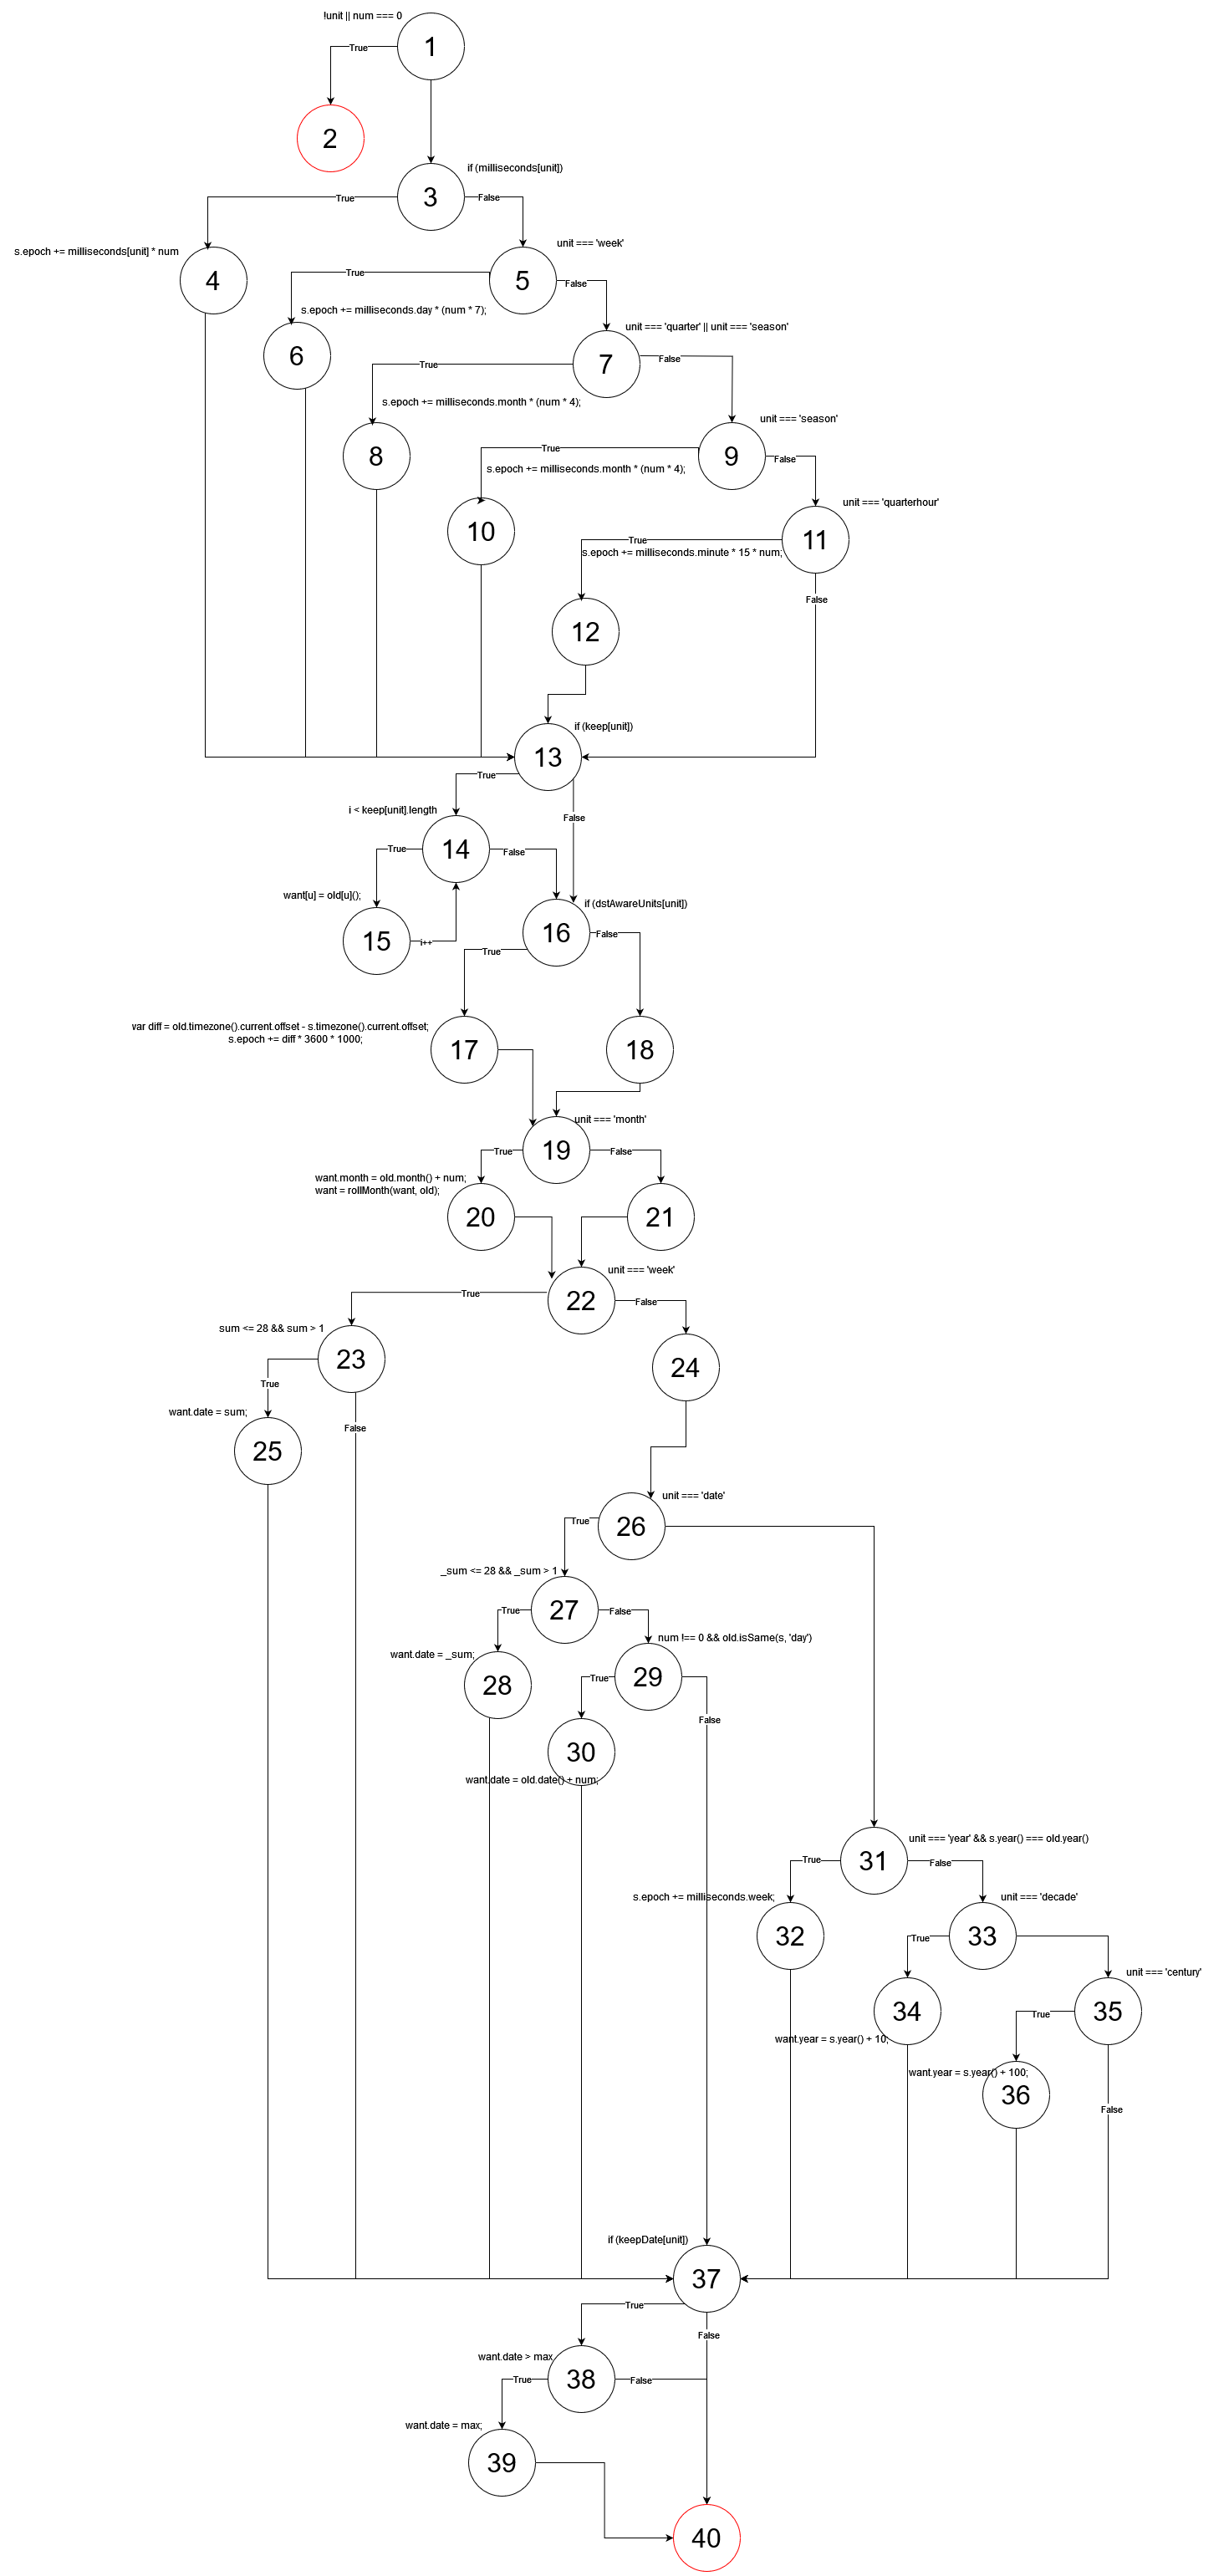 !unit || num === 0
1
True
2
if (milliseconds[unit])
3
True
False
s.epoch += milliseconds[unit] * num
unit === 'week'
4
5
True
False
s.epoch += milliseconds.day * (num * 7);
unit === 'quarter' || unit === 'season'
6
7
True
False
s.epoch += milliseconds.month * (num * 4);
unit === 'season'
8
9
True
False
s.epoch += milliseconds.month * (num * 4);
unit === 'quarterhour'
10
11
True
s.epoch += milliseconds.minute * 15 * num;
False
12
if (keep[unit])
13
True
False
i < keep[unit].length
14
True
False
want[u] = old[u]();
if (dstAwareUnits[unit])
15
i++
16
True
False
var diff = old.timezone().current.offset - s.timezone().current.offset;
s.epoch += diff * 3600 * 1000;
17
18
unit === 'month'
19
True
False
want.month = old.month() + num;
want = rollMonth(want, old);
20
21
unit === 'week'
22
True
False
sum <= 28 && sum > 1
23
24
True
want.date = sum;
False
25
unit === 'date'
26
True
_sum <= 28 && _sum > 1
27
True
False
want.date = _sum;
num !== 0 && old.isSame(s, 'day')
28
29
True
False
30
want.date = old.date() + num;
unit === 'year' && s.year() === old.year()
31
True
False
s.epoch += milliseconds.week;
unit === 'decade'
32
33
True
unit === 'century'
34
35
want.year = s.year() + 10;
True
want.year = s.year() + 100;
36
False
if (keepDate[unit])
37
True
False
want.date > max
38
True
False
want.date = max;
39
40